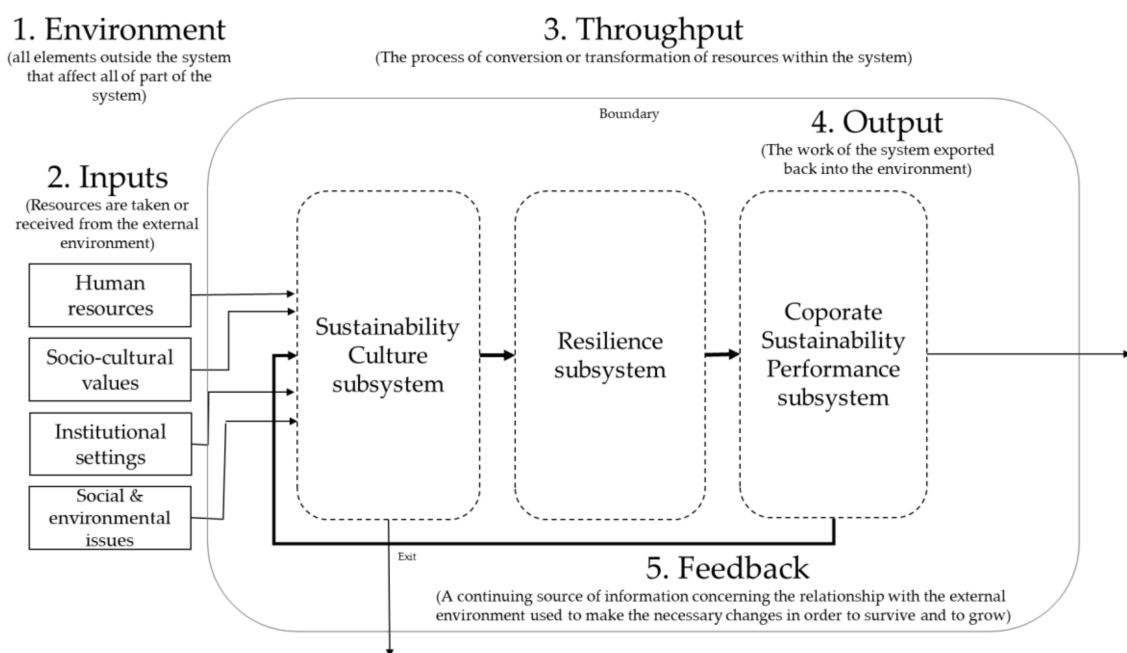 1. Environment
(all elements outside the system
that affect all of part of the
system)
3. Throughput
(The process of conversion or transformation of resources within the system)
Boundary
4. Output
(The work of the system exported
back into the environment)
2. Inputs
(Resources are taken or
received from the external
environment)
Human
resources
Socio-cultural
values
Institutional
settings
Social &
environmental
issues
Sustainability
Culture
subsystem
Resilience
subsystem
Coporate
Sustainability
Performance
subsystem
Exit
5. Feedback
(A continuing source of information concerning the relationship with the external
environment used to make the necessary changes in order to survive and to grow)